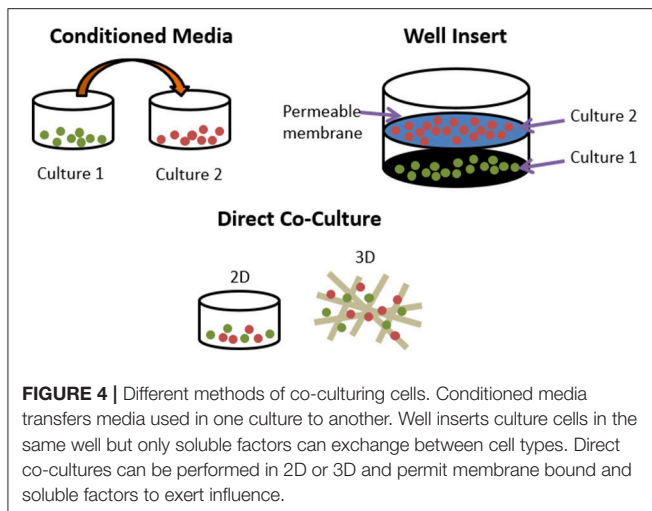 Conditioned Media
Well Insert
Permeable
membrane
Culture 2
Culture 1
Culture 1
Culture 2
Direct Co-Culture
2D
3D
FIGURE 4 | Different methods of co-culturing cells. Conditioned media
transfers media used in one culture to another. Well inserts culture cells in the
same well but only soluble factors can exchange between cell types. Direct
co-cultures can be performed in 2D or 3D and permit membrane bound and
soluble factors to exert influence.